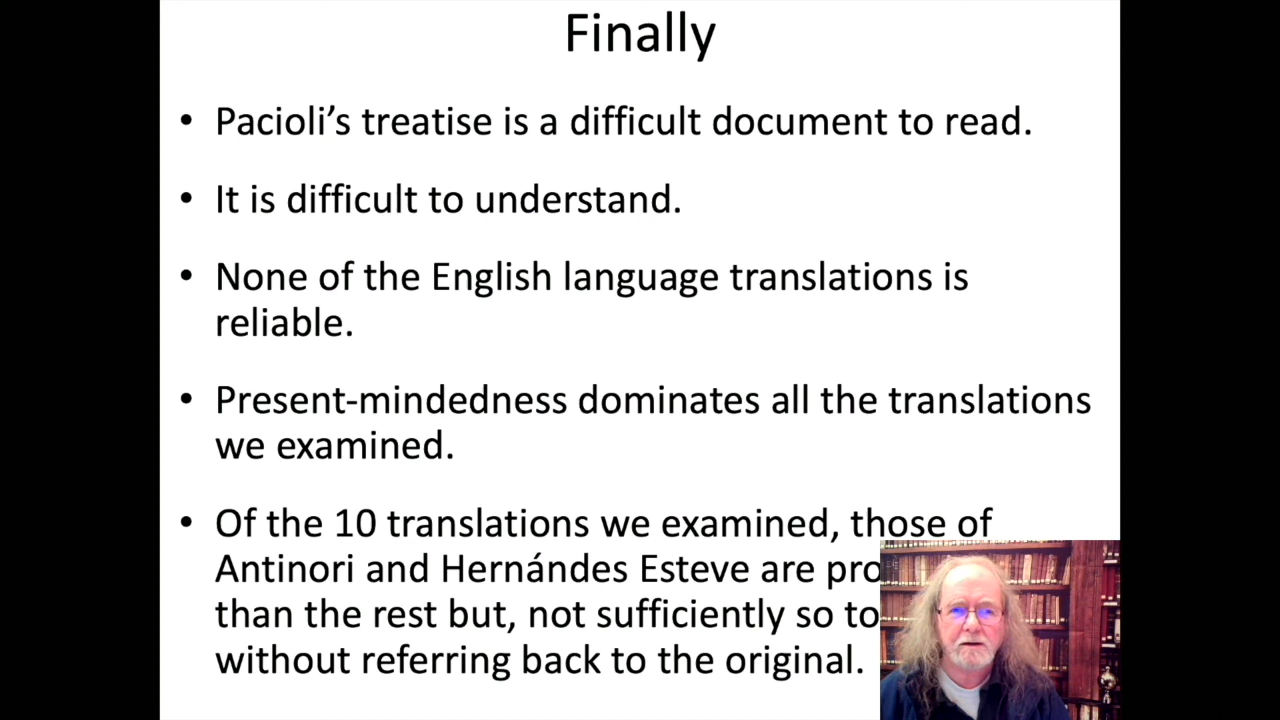 Finally
• Pacioli's treatise is a difficult document to read.
• It is difficult to understand.
• None of the English language translations is
reliable.
• Present-mindedness dominates all the translations
we examined.
• Of the 10 translations we examined, those of
Antinori and Hernándes Esteve are
than the rest but, not sufficiently so to
without referring back to the original.